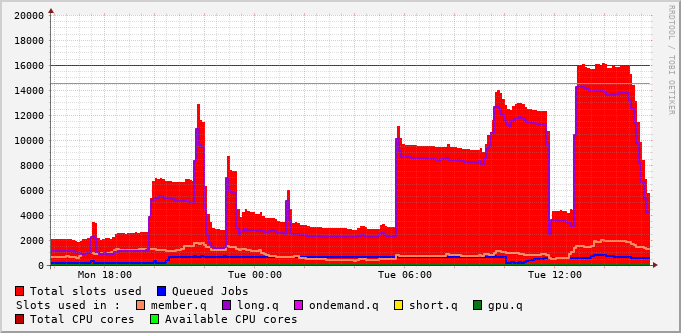 RRDTOOL / TOBI OETIKER
20000
18000
16000
14000
12000
10000
8000
6000
4000
2000
0
Mon 18:00 Tue 00:00 Tue 06:00 Tue 12:00
Total slots used Queued Jobs
Slots used in : member.q long.q ondemand.q short.q gpu.q
Total CPU cores Available CPU cores